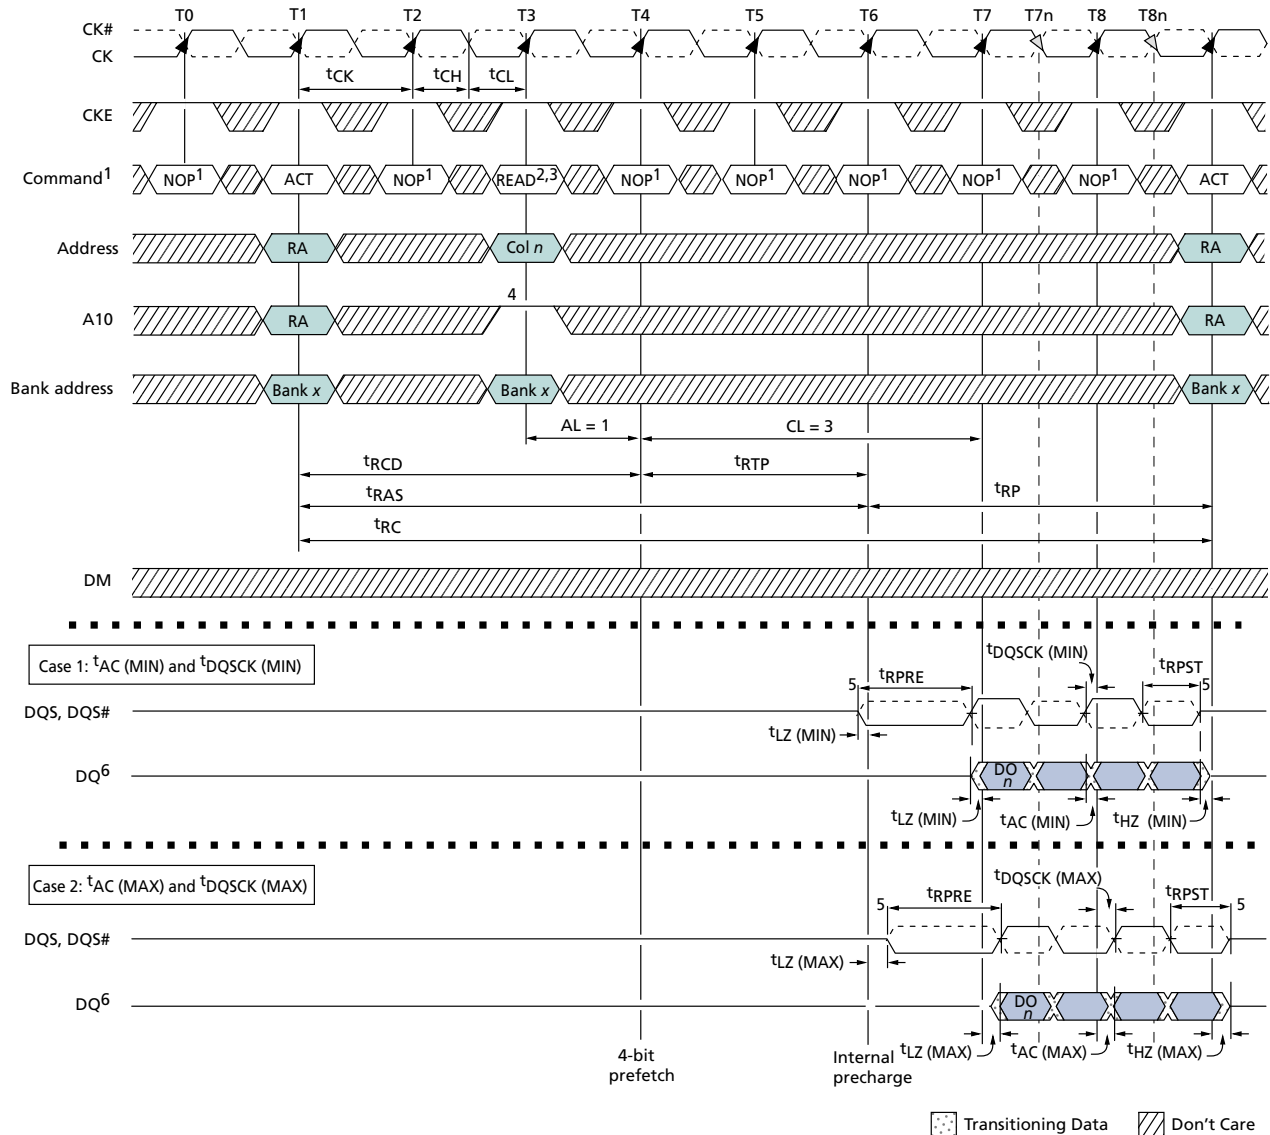 T0 T1 T2 T3 T4 T5 T6 T7 T7n T8 T8n
CK#
CK
tCK tCH tCL
CKE
Command1 NOP1 ACT NOP1 READ2,3 NOP1 NOP1 NOP1 NOP1 NOP1 ACT
Address RA Col n RA
4
A10 RA RA
Bank address Bank x Bank x Bank x
AL = 1 CL = 3
tRCD tRTP
tRAS tRP
tRC
DM
Case 1: tAC (MIN) and tDQSCK (MIN)
tDQSCK (MIN)
5 tRPRE tRPST 5
DQS, DQS#
tLZ (MIN)
DQ6 DO n
tLZ (MIN) tAC (MIN) tHZ (MIN)
Case 2: tAC (MAX) and tDQSCK (MAX)
tDQSCK (MAX)
5 tRPRE tRPST 5
DQS, DQS#
tLZ (MAX)
DQ6 DO n
tLZ (MAX) tAC (MAX) tHZ (MAX)
4-bit
prefetch
Internal
precharge
Transitioning Data Don't Care